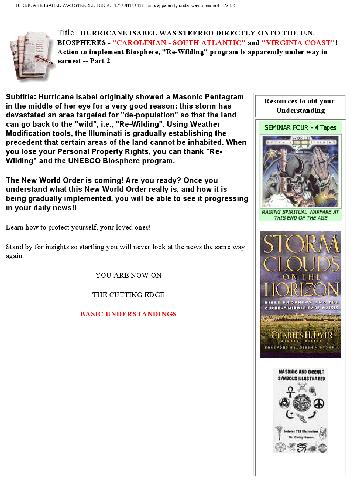 Title: HURRICANE ISABEL WAS STEERED DIRECTLY ONTO THE U.N.
BIOSPHERES - "CAROLINIAN - SOUTH ATLANTIC" and "VIRGINIA COAST"!
Action to implement Biosphere, "Re-Wilding" program is apparently under way in
earnest -- Part 2
Subtitle: Hurricane Isabel originally showed a Masonic Pentagram
in the middle of her eye for a very good reason: this storm has
devastated an area targeted for "re-population" so that the land
can go back to the "wild", i.e., "Re-Wilding". Using Weather
Modification tools, the Illuminati is gradually establishing the
precedent that certain areas of the land cannot be inhabited. When
you lose your Personal Property Rights, you can thank "Re-
Wilding" and the UNESCO Biosphere program.
The New World Order is coming! Are you ready? Once you
understand what this New World Order really is, and how it is
being gradually implemented, you will be able to see it progressing
in your daily news!!
Learn how to protect yourself, your loved ones!
Stand by for insights so startling you will never look at the news the same way
again.
YOU ARE NOW ON
THE CUTTING EDGE
BASIC UNDERSTANDINGS
Resources to aid your
Understanding
SEMINAR FOUR - 4 Tapes
RAGING SPIRITUAL WARFARE AT
THIS END OF THE AGE
STORM
CLOUDS
ON THE
HORIZON
CHARLES H. DYER
MASONIC AND OCCULT
SYMBOLS ILLUSTRATED